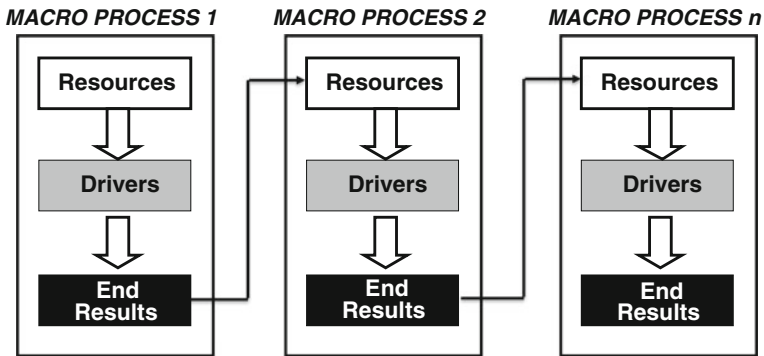 MACRO PROCESS 1
Resources
Drivers
End
Results
MACRO PROCESS 2
Resources
Drivers
End
Results
MACRO PROCESS n
Resources
Drivers
End
Results